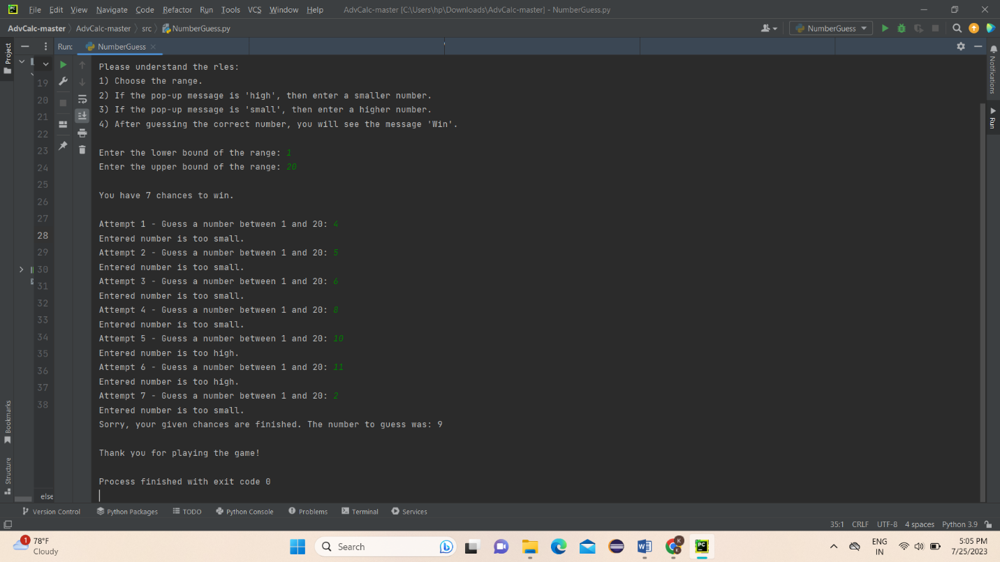 File Edit View Navigate Code Refactor Run Tools VCS Window Help AdvCalc-master [C:\Users\hp\Downloads\AdvCalc-master] - NumberGuess.py
AdvCalc-master AdvCalc-master src NumberGuess.py NumberGuess
Project
Run: NumberGuess
Notifications
Run
19
20
21
22
23
24
25
26
27
28
29
30
31
32
33
34
35
36
37
38
else
Please understand the rles:
1) Choose the range.
2) If the pop-up message is 'high', then enter a smaller number.
3) If the pop-up message is 'small', then enter a higher number.
4) After guessing the correct number, you will see the message 'Win'.
Enter the lower bound of the range: 1
Enter the upper bound of the range: 20
You have 7 chances to win.
Attempt 1 - Guess a number between 1 and 20: 4
Entered number is too small.
Attempt 2 - Guess a number between 1 and 20: 5
Entered number is too small.
Attempt 3 - Guess a number between 1 and 20: 6
Entered number is too small.
Attempt 4 - Guess a number between 1 and 20: 8
Entered number is too small.
Attempt 5 - Guess a number between 1 and 20: 10
Entered number is too high.
Attempt 6 - Guess a number between 1 and 20: 11
Entered number is too high.
Attempt 7 - Guess a number between 1 and 20: 2
Entered number is too small.
Sorry, your given chances are finished. The number to guess was: 9
Thank you for playing the game!
Process finished with exit code 0
Bookmarks
Structure
Version Control Python Packages TODO Python Console Problems Terminal Services
35:1 CRLF UTF-8 4 spaces Python 3.9
1 78°F
Cloudy
Search
ENG
IN
5:05 PM
7/25/2023